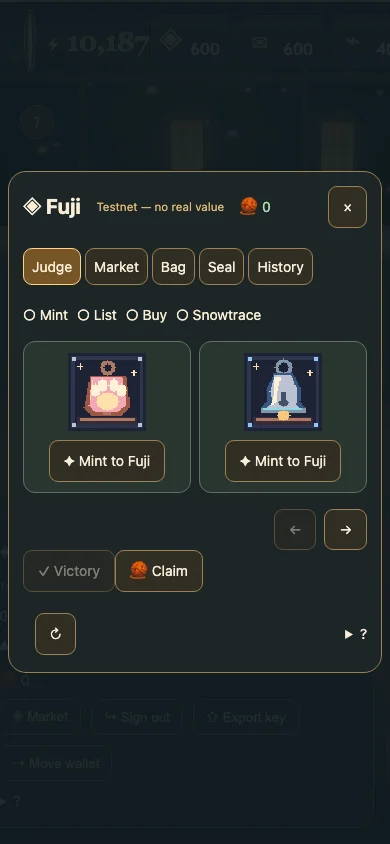 10,187 600 600
?
Fuji Testnet — no real value 0 ×
Judge Market Bag Seal History
Mint List Buy Snowtrace
Mint to Fuji Mint to Fuji
← →
✓ Victory Claim
↻ ▶ ?
0
Market Sign out Export key
Move wallet
▶ ?